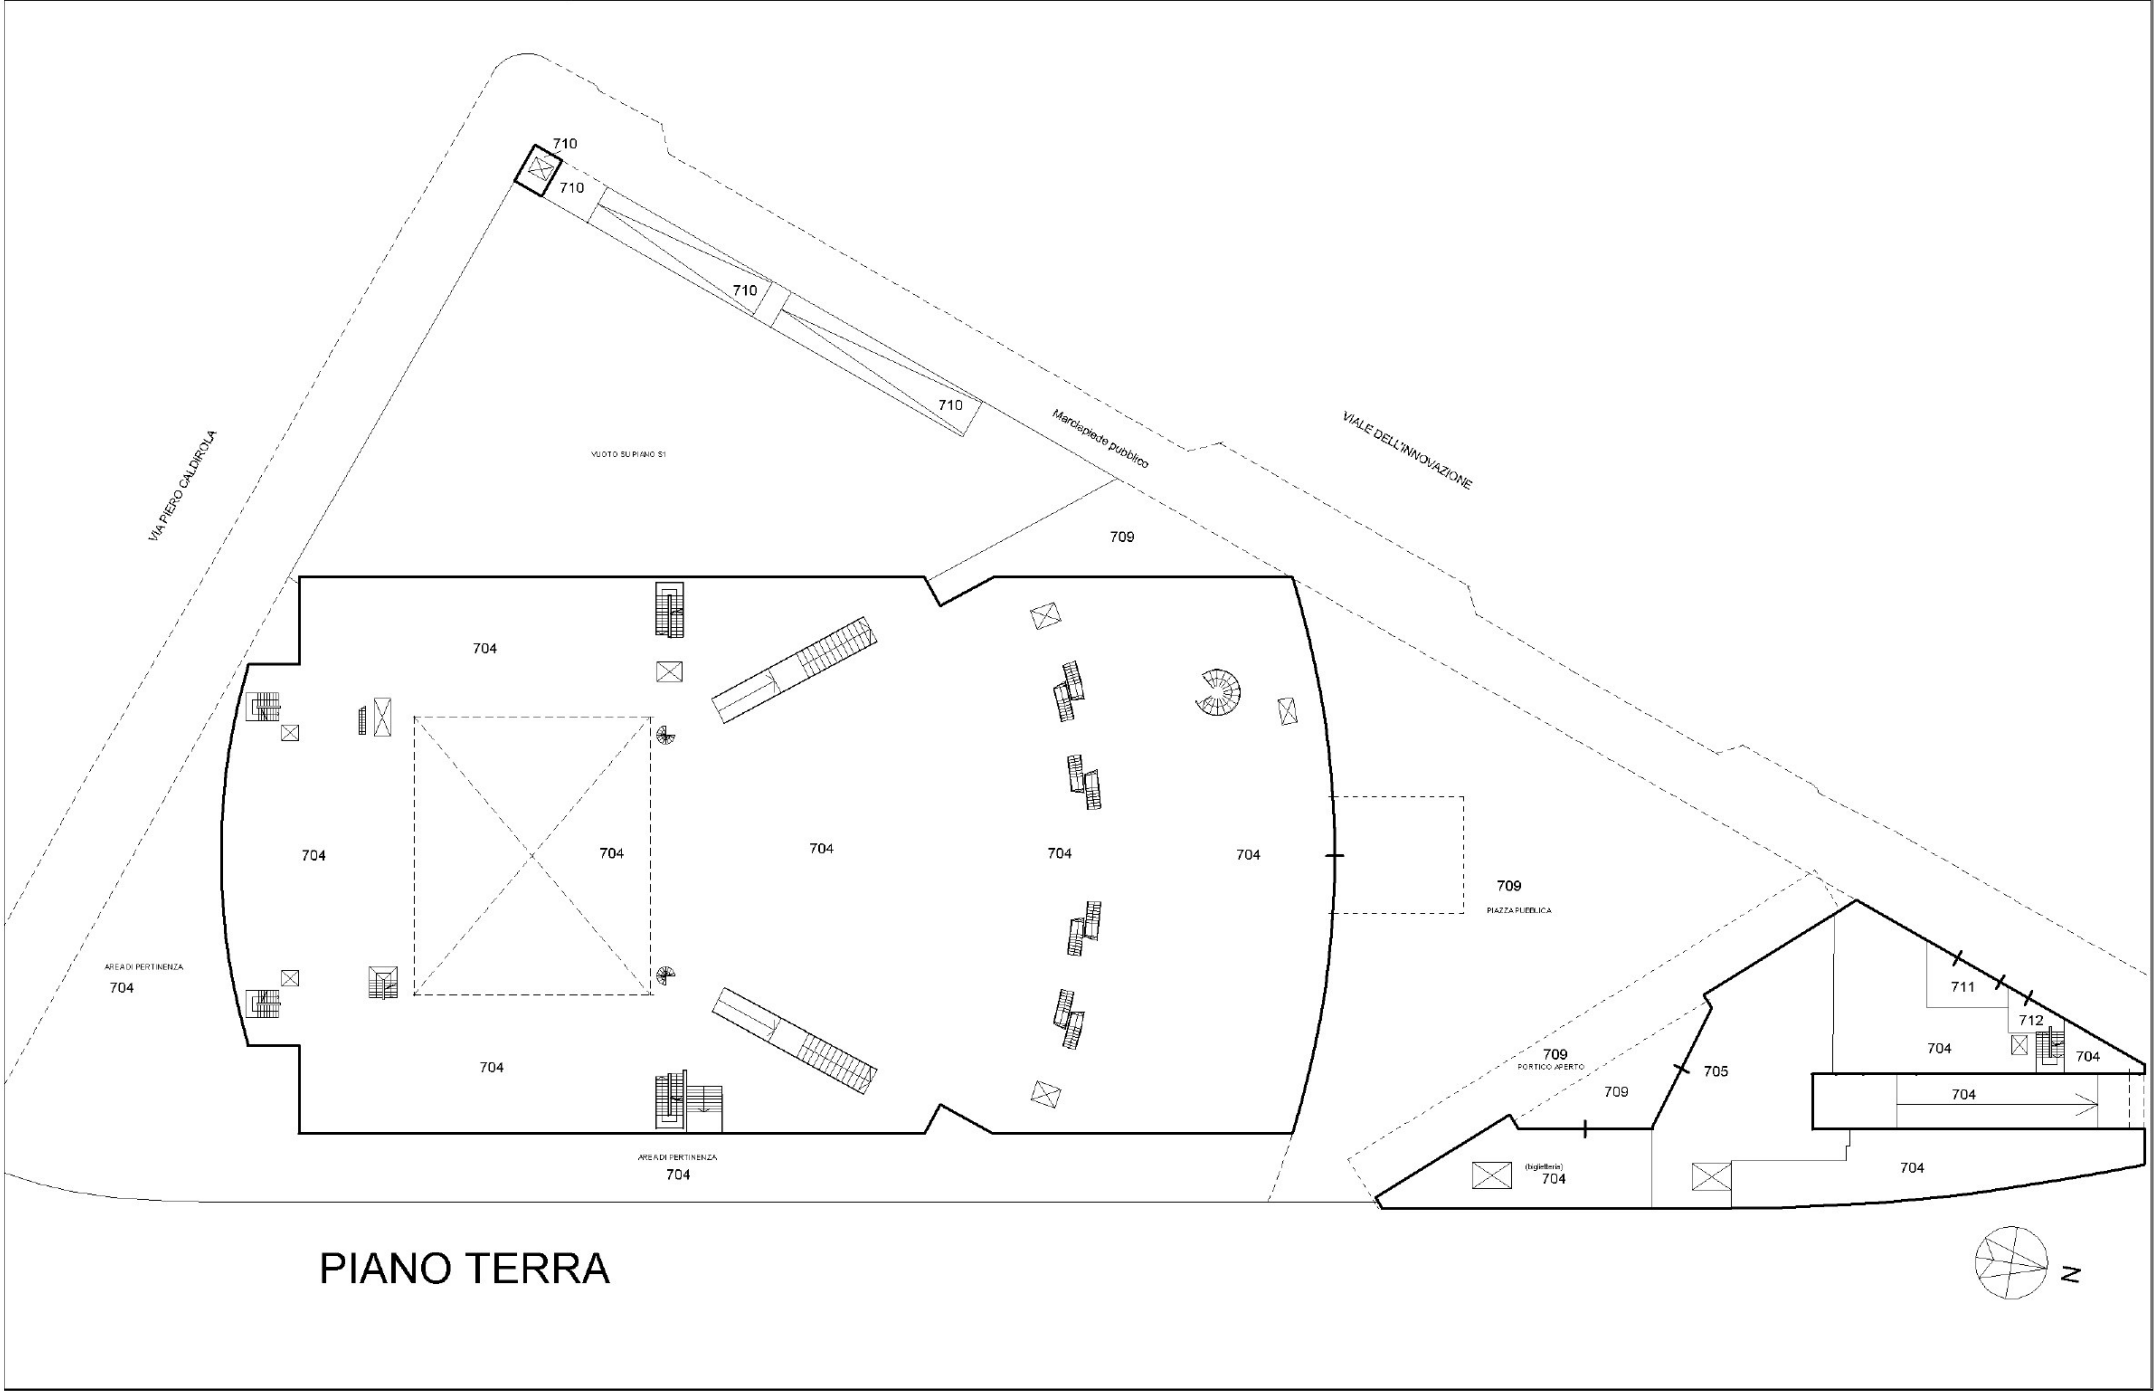 710
710
710
710
Marciapiede pubblico
VIALE DELL'INNOVAZIONE
VIA PIERO CALDIROLA
VUOTO SU PIANO S1
709
704
704
704
704
704
704
709
PIAZZA PUBBLICA
AREA DI PERTINENZA
704
711
712
704
704
709
PORTICO APERTO
705
709
704
704
AREA DI PERTINENZA
704
(biglietteria)
704
704
PIANO TERRA
N